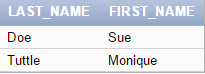 LAST_NAME FIRST_NAME
Doe Sue
Tuttle Monique